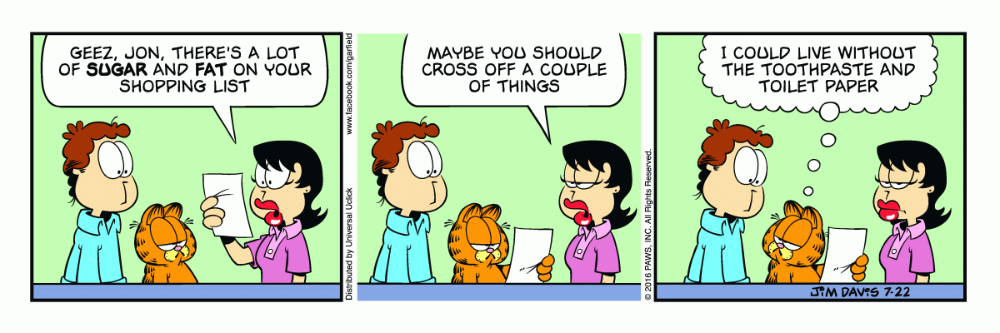 GEEZ, JON, THERE'S A LOT
OF SUGAR AND FAT ON YOUR
SHOPPING LIST
www.facebook.com/garfield
Distributed by Universal Uclick
MAYBE YOU SHOULD
CROSS OFF A COUPLE
OF THINGS
© 2016 PAWS, INC. All Rights Reserved.
I COULD LIVE WITHOUT
THE TOOTHPASTE AND
TOILET PAPER
JIM DAVIS 7-22